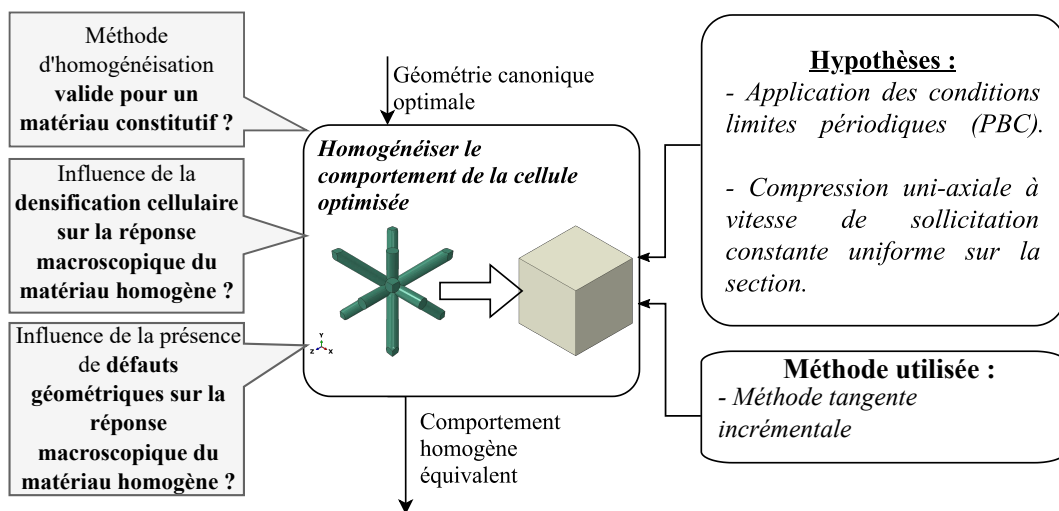 Méthode
d'homogénéisation
valide pour un
matériau constitutif ?
Influence de la
densification cellulaire
sur la réponse
macroscopique du
matériau homogène ?
Influence de la présence
de défauts
géométriques sur la
réponse
macroscopique du
matériau homogène ?
Géométrie canonique
optimale
Homogénéiser le
comportement de la cellule
optimisée
Y
Z
X
Comportement
homogène
équivalent
Hypothèses :
- Application des conditions
limites périodiques (PBC).
- Compression uni-axiale à
vitesse de sollicitation
constante uniforme sur la
section.
Méthode utilisée :
- Méthode tangente
incrémentale